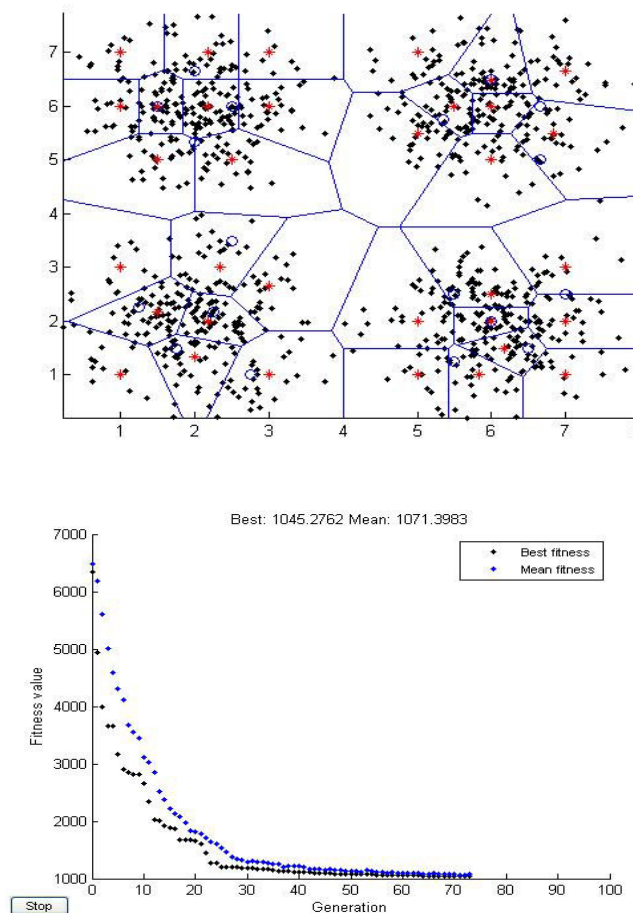 7
6
5
4
3
2
1
1 2 3 4 5 6 7
Best: 1045.2762 Mean: 1071.3983
7000
6000
5000
4000
3000
2000
1000
Fitness value
Best fitness
Mean fitness
0 10 20 30 40 50 60 70 80 90 100
Generation
Stop